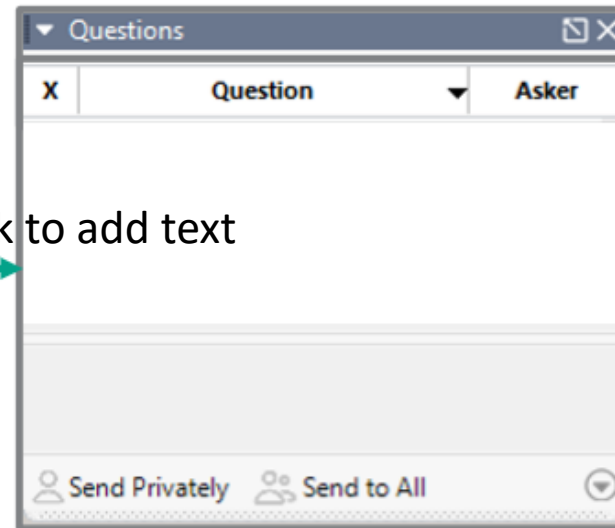 Questions
X Question Asker
k to add text
Send Privately Send to All